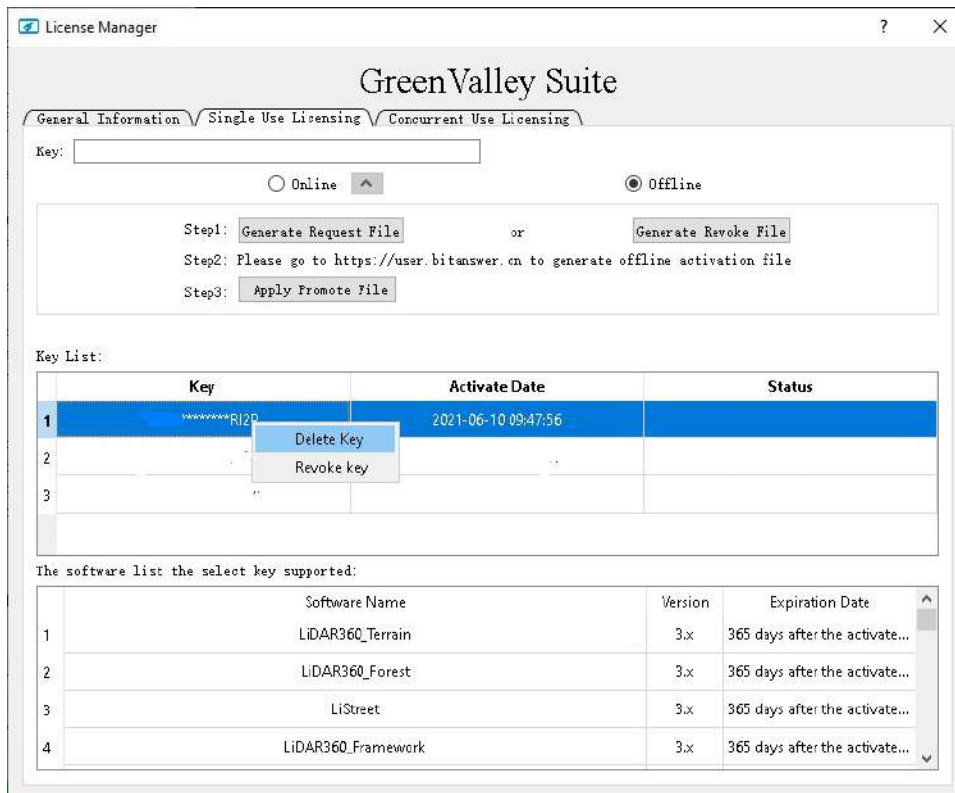 License Manager
GreenValley Suite
General Information Single Use Licensing Concurrent Use Licensing
Key:
Online Offline
Step1: Generate Request File or Generate Revoke File
Step2: Please go to https://user.bitanswer.cn to generate offline activation file
Step3: Apply Promote File
Key List:
Key Activate Date Status
1 ********RI2R 2021-06-10 09:47:56
Delete Key
2
Revoke key
3
The software list the select key supported:
Software Name Version Expiration Date
1 LiDAR360_Terrain 3.x 365 days after the activate...
2 LiDAR360_Forest 3.x 365 days after the activate...
3 LiStreet 3.x 365 days after the activate...
4 LiDAR360_Framework 3.x 365 days after the activate...